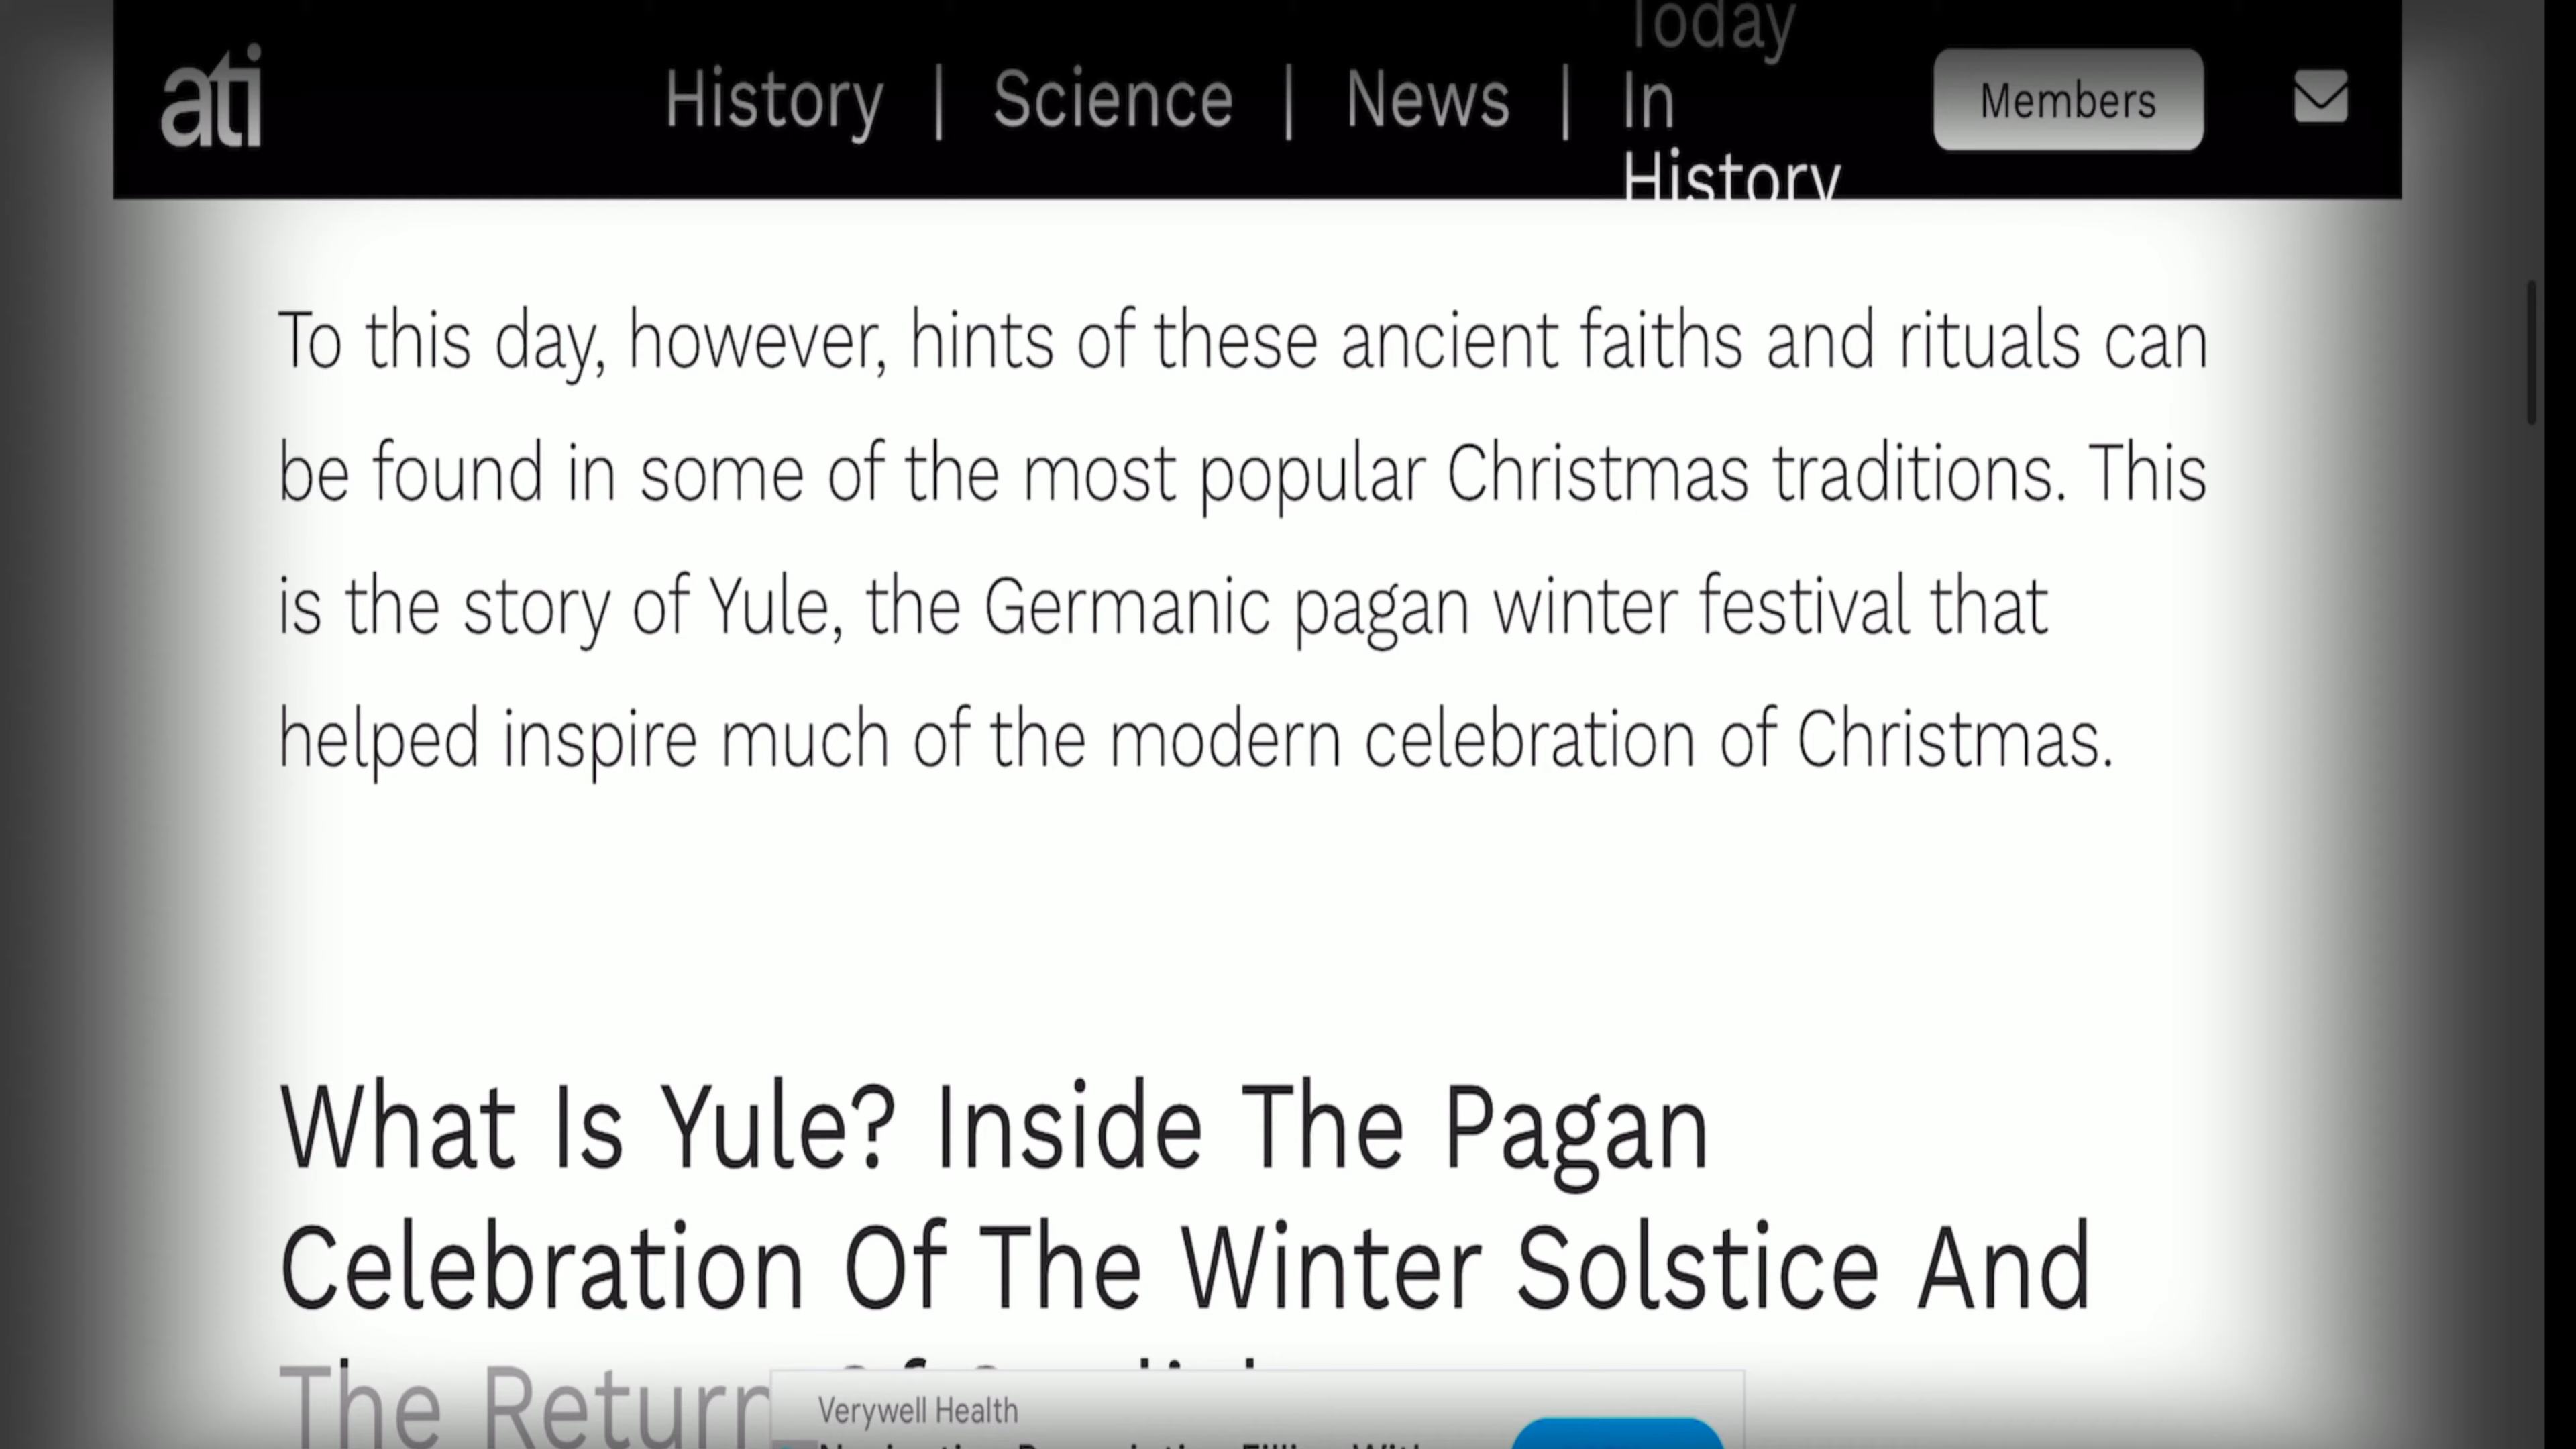 ati
History | Science | News |
Today
In
History
Members
To this day, however, hints of these ancient faiths and rituals can
be found in some of the most popular Christmas traditions. This
is the story of Yule, the Germanic pagan winter festival that
helped inspire much of the modern celebration of Christmas.
What Is Yule? Inside The Pagan
Celebration Of The Winter Solstice And
The Return
Verywell Health